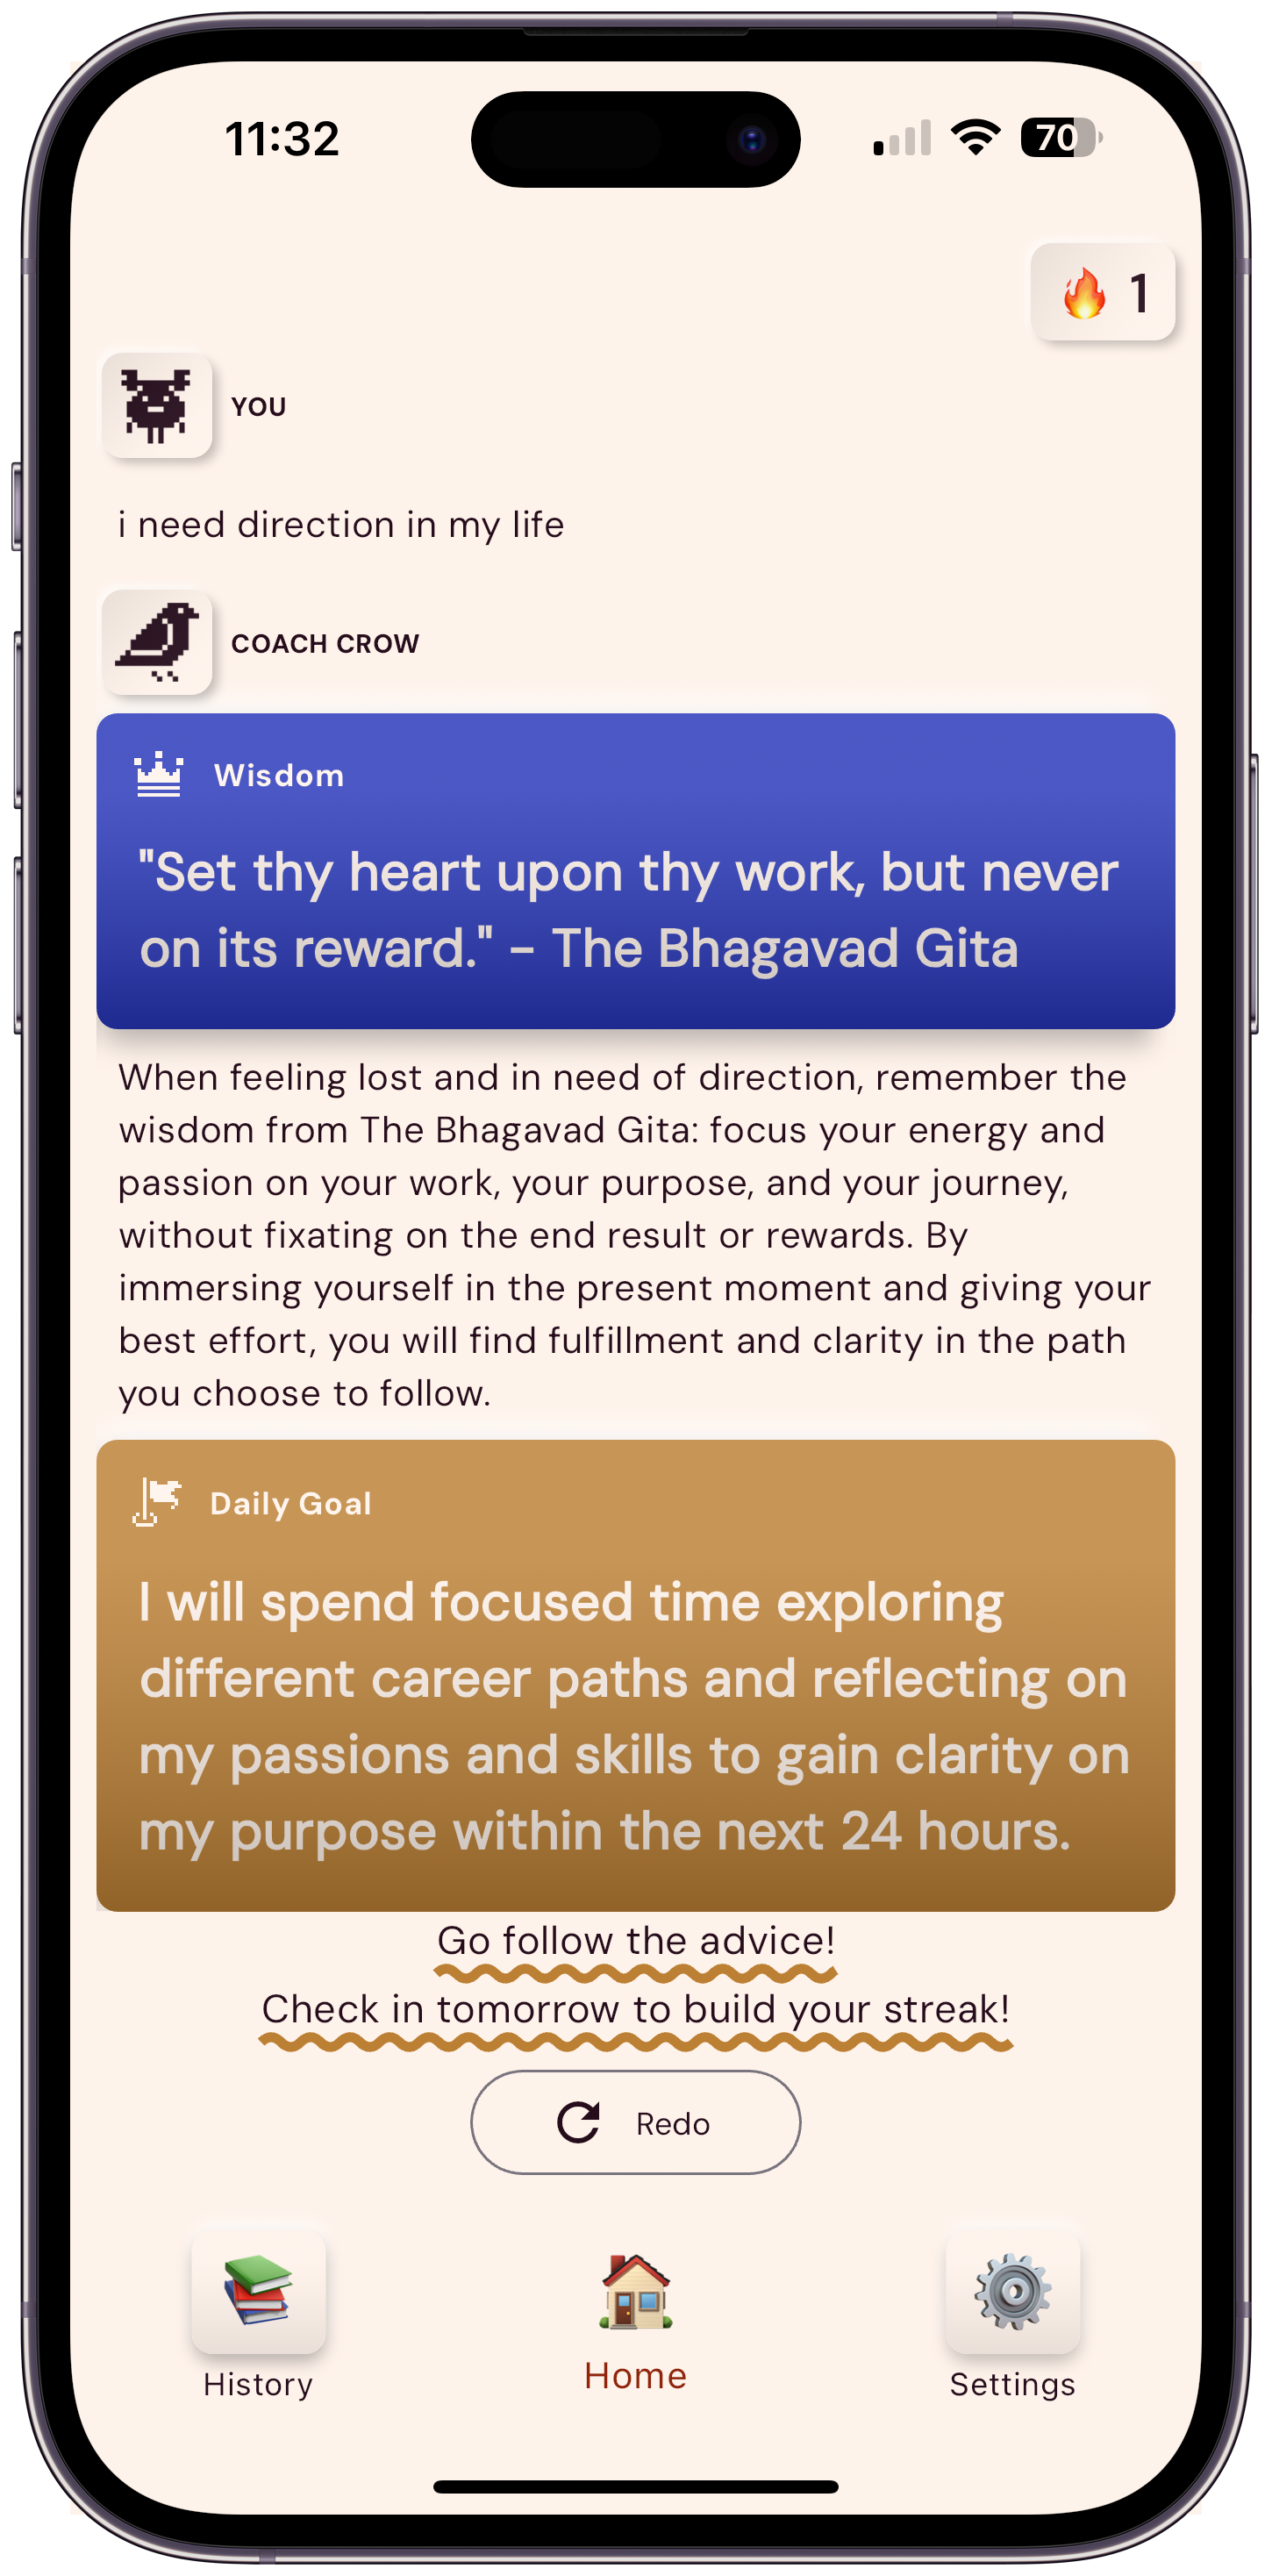 11:32
70
🔥 1
YOU
i need direction in my life
COACH CROW
Wisdom
"Set thy heart upon thy work, but never
on its reward." - The Bhagavad Gita
When feeling lost and in need of direction, remember the
wisdom from The Bhagavad Gita: focus your energy and
passion on your work, your purpose, and your journey,
without fixating on the end result or rewards. By
immersing yourself in the present moment and giving your
best effort, you will find fulfillment and clarity in the path
you choose to follow.
Daily Goal
I will spend focused time exploring
different career paths and reflecting on
my passions and skills to gain clarity on
my purpose within the next 24 hours.
Go follow the advice!
Check in tomorrow to build your streak!
Redo
History
Home
Settings